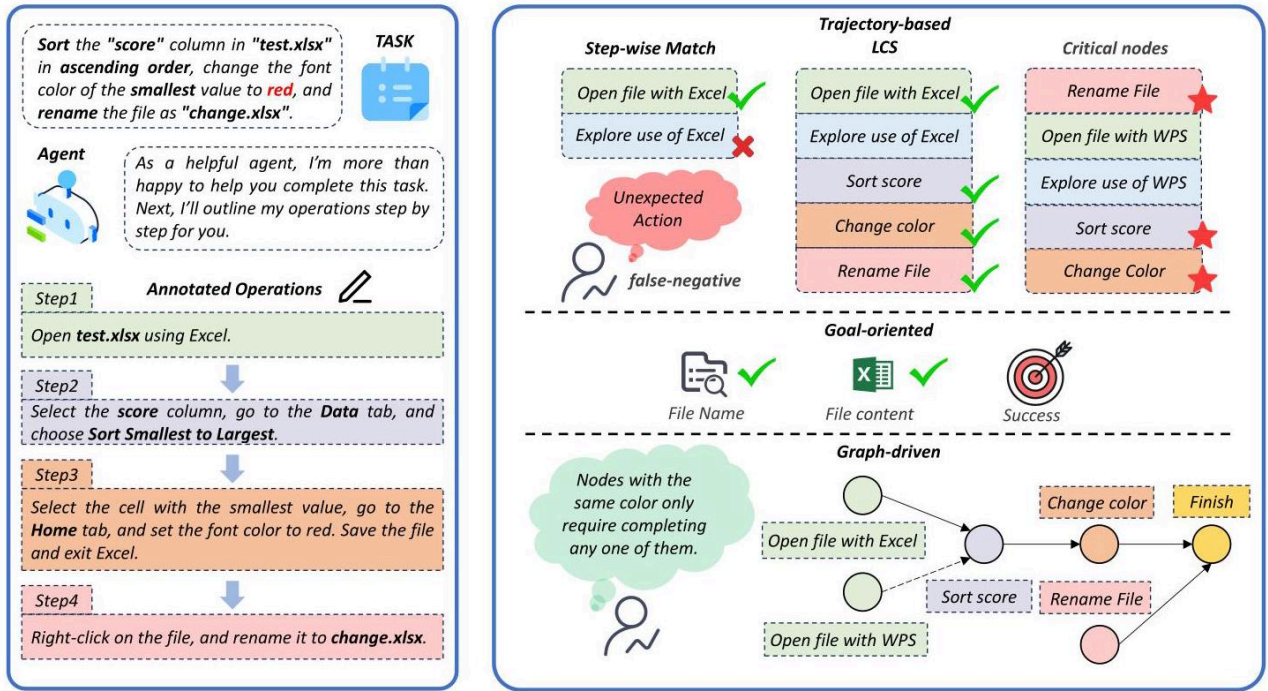 Sort the "score" column in "test.xlsx"
in ascending order, change the font
color of the smallest value to red, and
rename the file as "change.xlsx".
TASK
Agent
As a helpful agent, I'm more than
happy to help you complete this task.
Next, I'll outline my operations step by
step for you.
Annotated Operations
Step1
Open test.xlsx using Excel.
Step2
Select the score column, go to the Data tab, and
choose Sort Smallest to Largest.
Step3
Select the cell with the smallest value, go to the
Home tab, and set the font color to red. Save the file
and exit Excel.
Step4
Right-click on the file, and rename it to change.xlsx.
Step-wise Match
Open file with Excel
Explore use of Excel
Unexpected
Action
false-negative
Trajectory-based
LCS
Open file with Excel
Explore use of Excel
Sort score
Change color
Rename File
Critical nodes
Rename File
Open file with WPS
Explore use of WPS
Sort score
Change Color
Goal-oriented
X
File Name
File content
Success
Graph-driven
Nodes with the
same color only
require completing
any one of them.
Open file with Excel
Open file with WPS
Sort score
Change color
Rename File
Finish